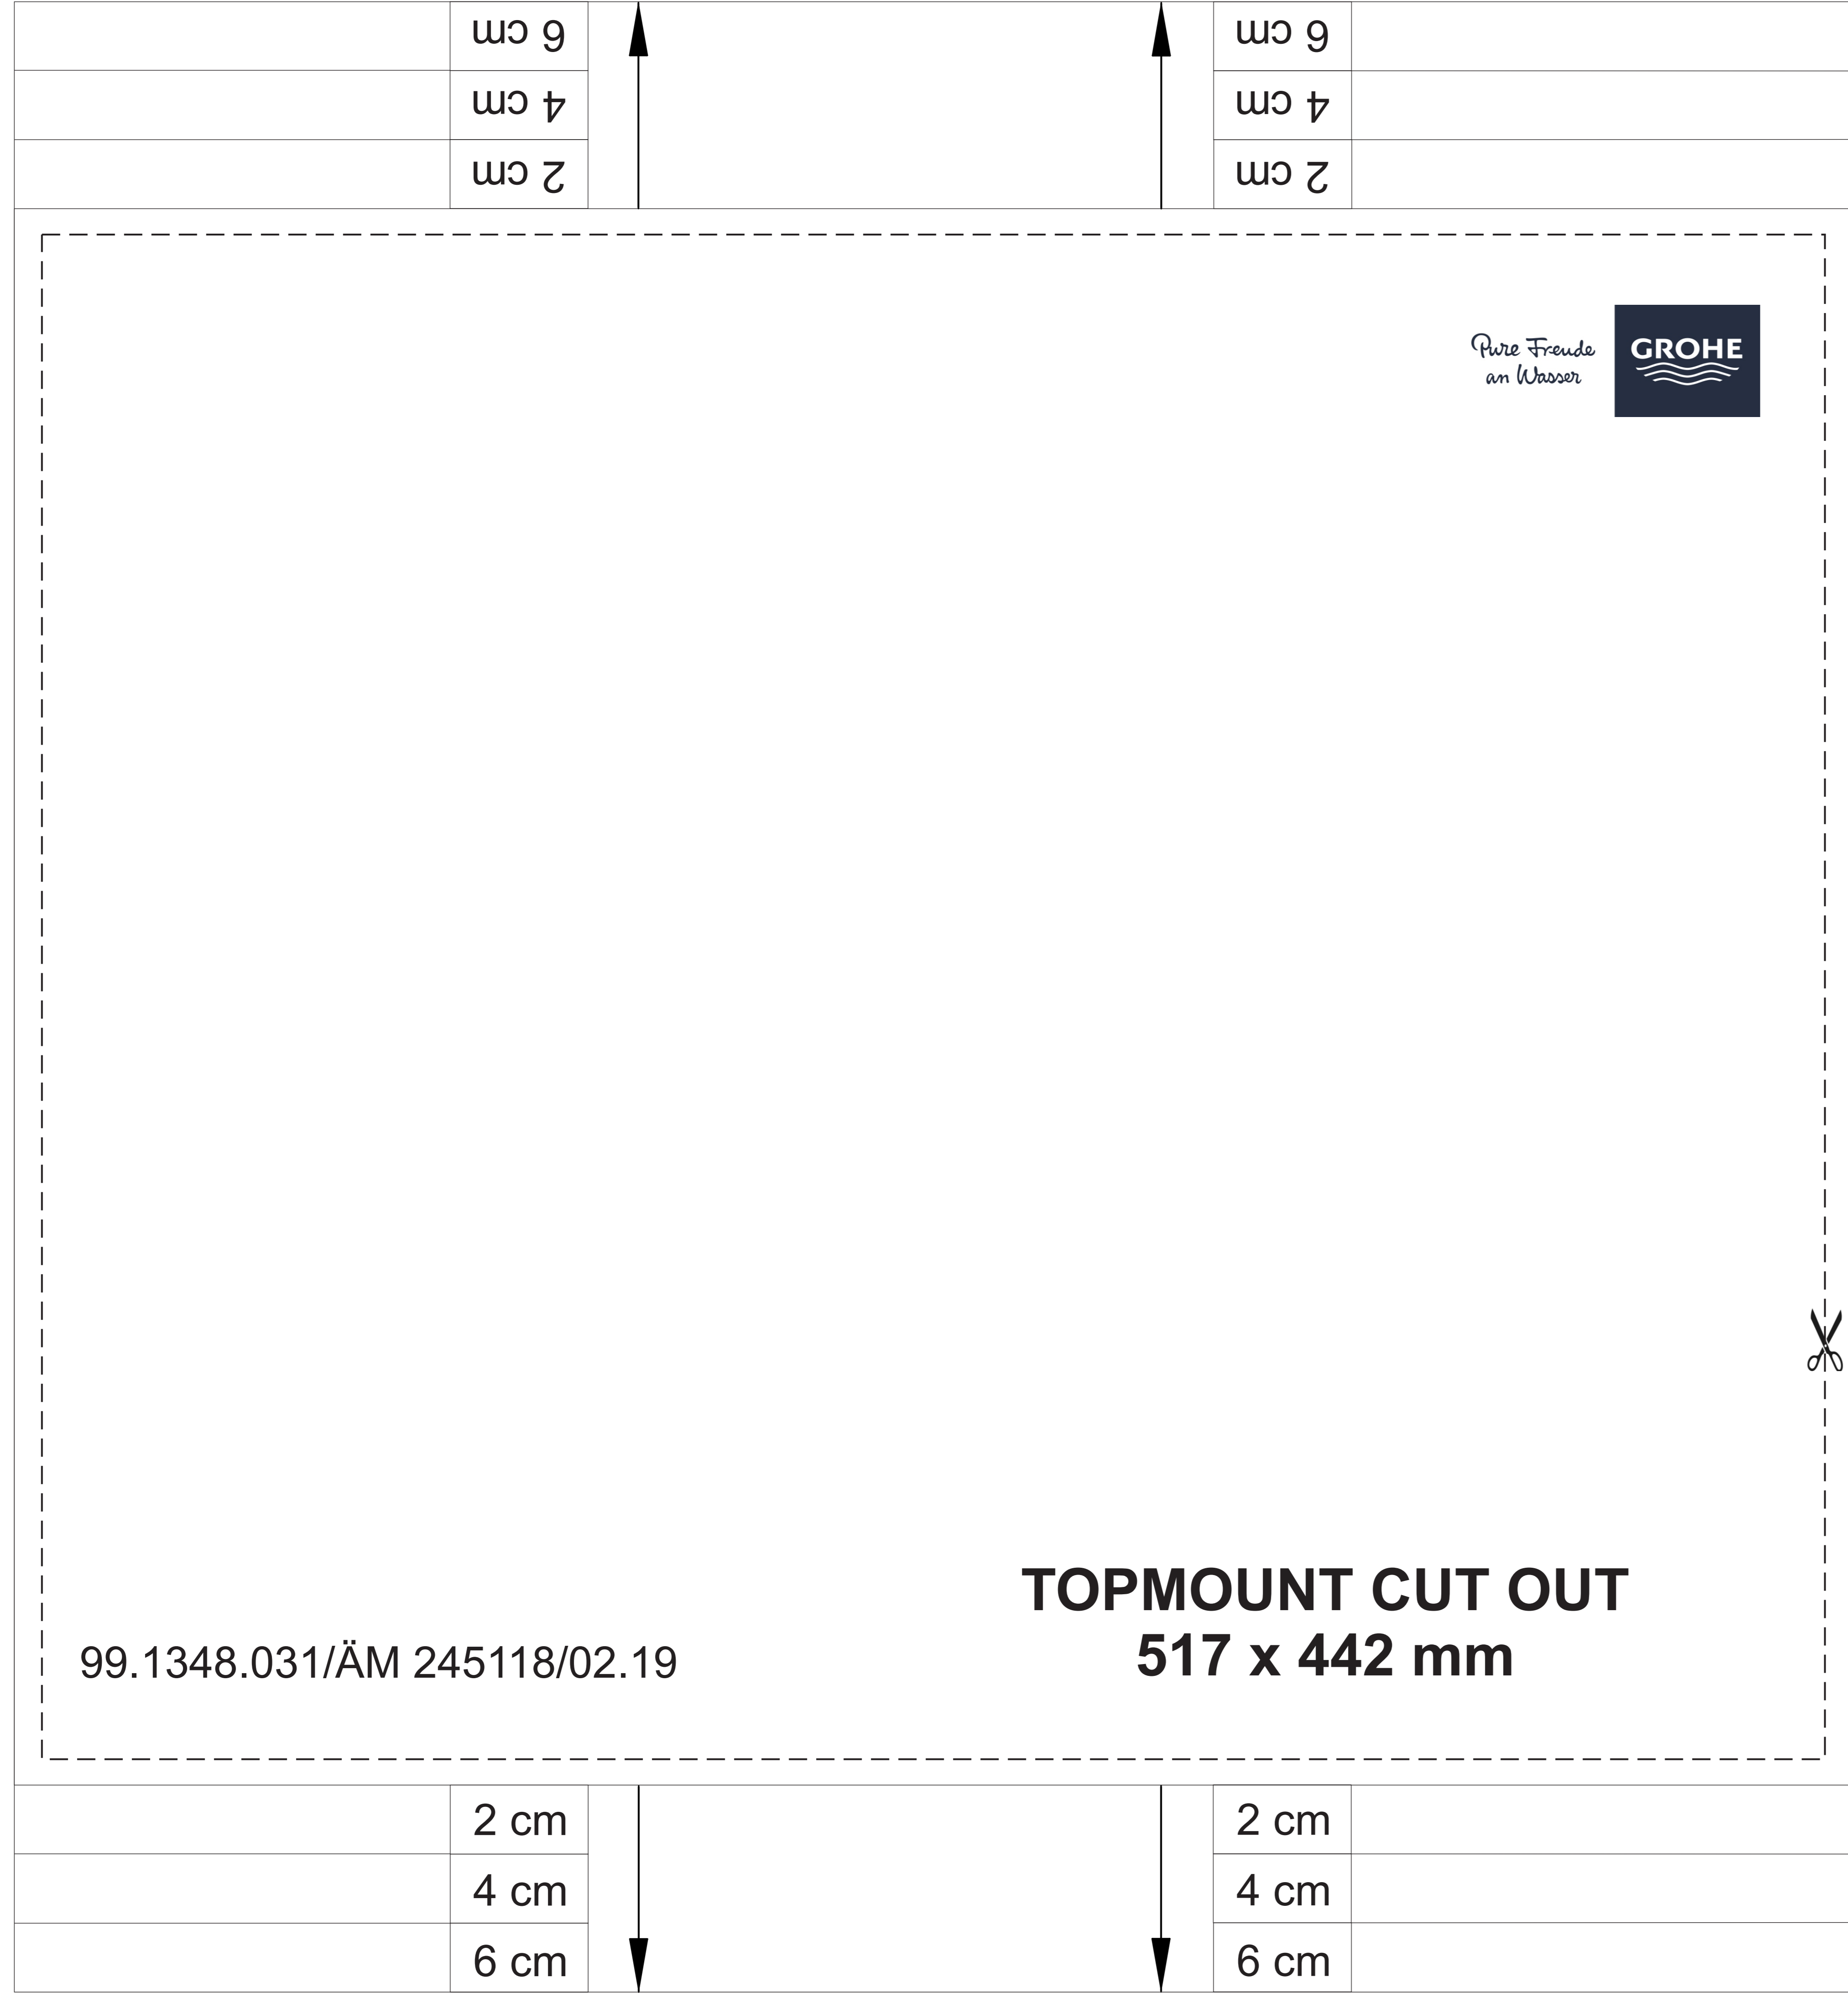 6 cm 6 cm
4 cm 4 cm
2 cm 2 cm
Pure Freude
an Wasser
GROHE
TOPMOUNT CUT OUT
517 x 442 mm
99.1348.031/ÄM 245118/02.19
2 cm 2 cm
4 cm 4 cm
6 cm 6 cm